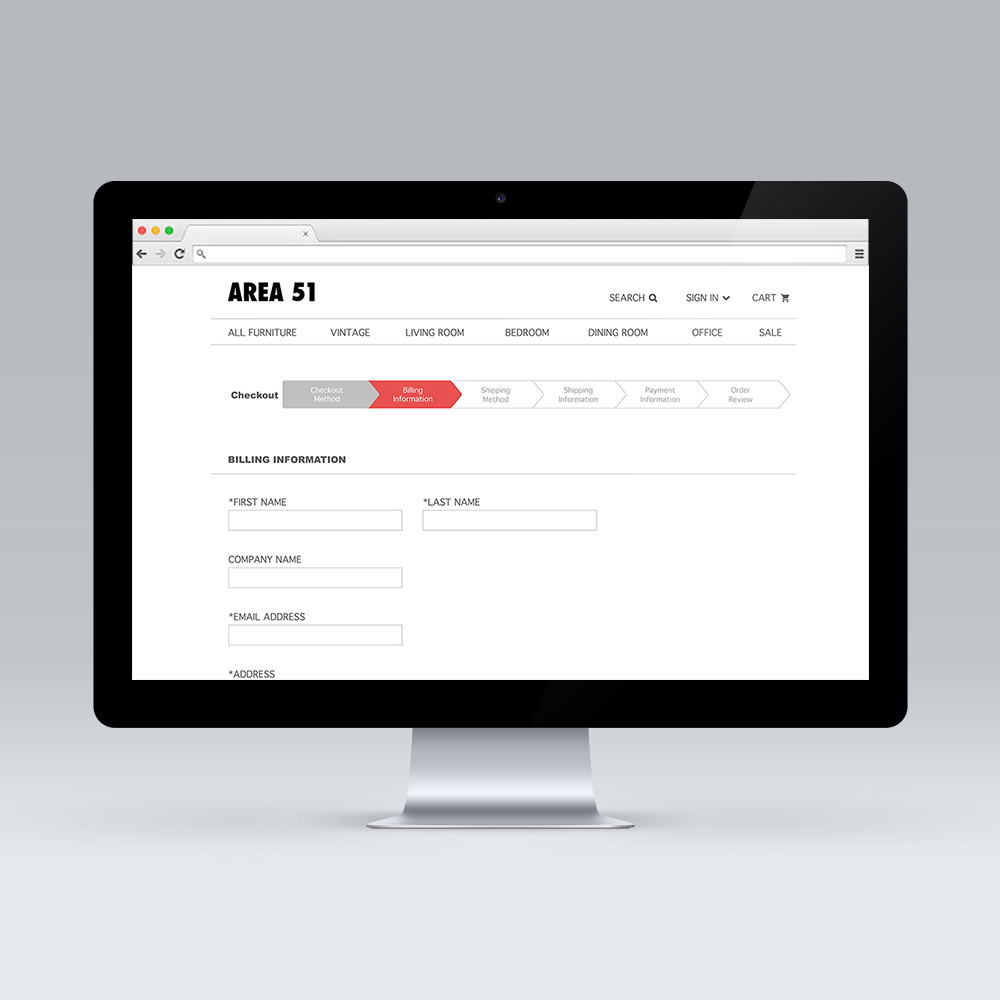 AREA 51
SEARCH SIGN IN CART
ALL FURNITURE VINTAGE LIVING ROOM BEDROOM DINING ROOM OFFICE SALE
Checkout
Checkout
Method
Billing
Information
Shipping
Method
Shipping
Information
Payment
Information
Order
Review
BILLING INFORMATION
*FIRST NAME *LAST NAME
COMPANY NAME
*EMAIL ADDRESS
*ADDRESS